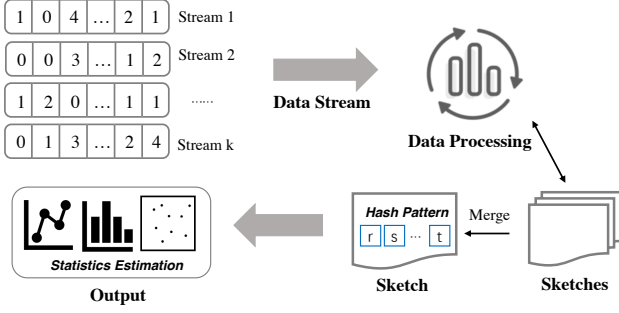 1 0 4 … 2 1 Stream 1
0 0 3 … 1 2 Stream 2
1 2 0 … 1 1 ……
0 1 3 … 2 4 Stream k
Data Stream
Data Processing
Hash Pattern
r s ··· t
Merge
Sketch
Sketches
Statistics Estimation
Output